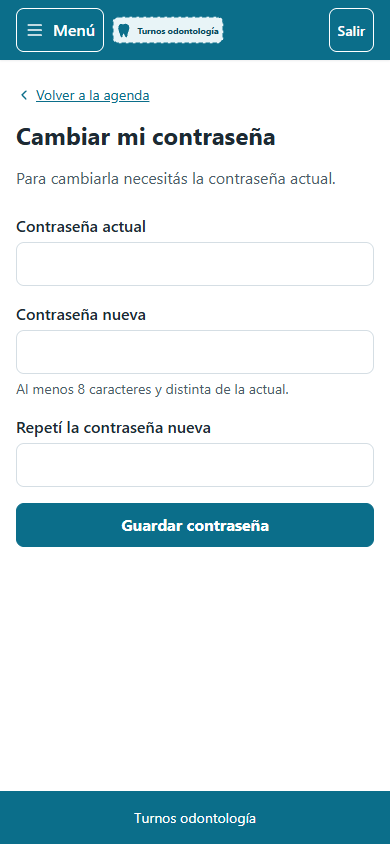 Menú
Turnos odontología
Salir
Volver a la agenda
Cambiar mi contraseña
Para cambiarla necesitás la contraseña actual.
Contraseña actual
Contraseña nueva
Al menos 8 caracteres y distinta de la actual.
Repetí la contraseña nueva
Guardar contraseña
Turnos odontología